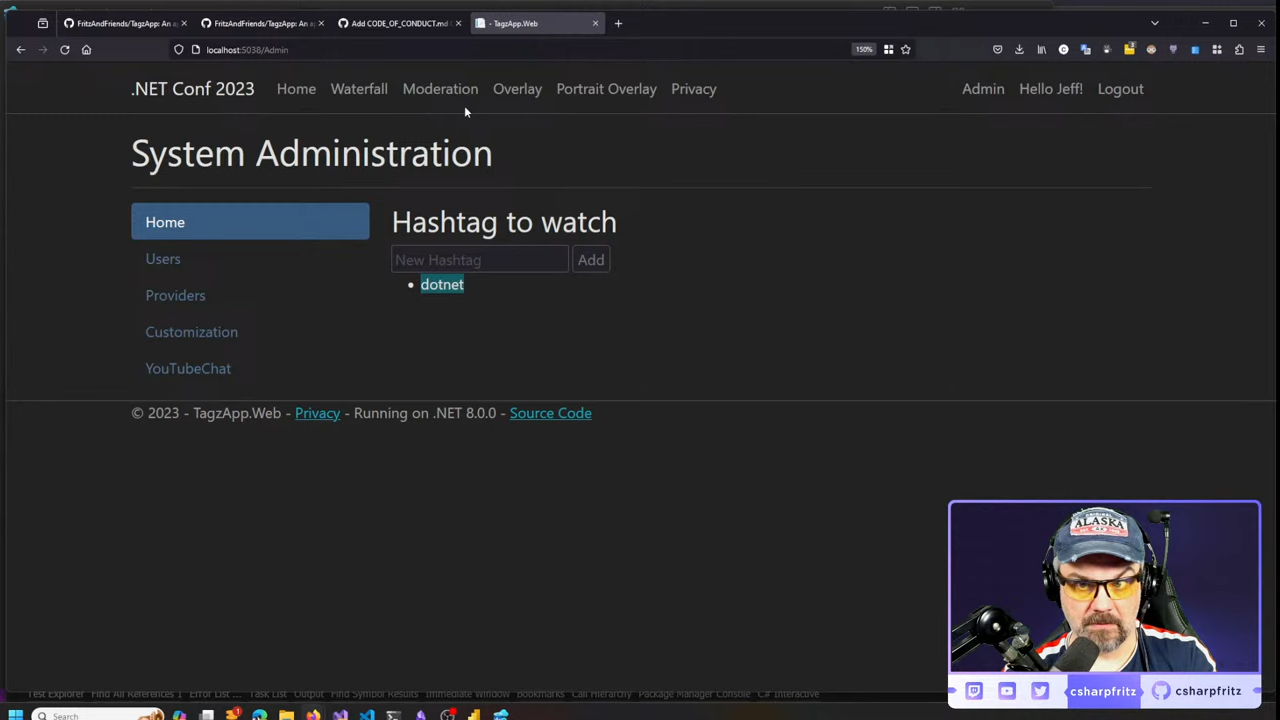 FritzAndFriends/TagzApp: An ap
FritzAndFriends/TagzApp: An ap
Add CODE_OF_CONDUCT.md
- TagzApp.Web
localhost:5038/Admin
150%
.NET Conf 2023
Home
Waterfall
Moderation
Overlay
Portrait Overlay
Privacy
Admin
Hello Jeff!
Logout
System Administration
Home
Users
Providers
Customization
YouTubeChat
Hashtag to watch
New Hashtag
Add
dotnet
© 2023 - TagzApp.Web - Privacy - Running on .NET 8.0.0 - Source Code
ALASKA
csharpfritz
csharpfritz
Test Explorer
Find All References 1
Error List ...
Task List
Output
Find Symbol Results
Immediate Window
Bookmarks
Call Hierarchy
Package Manager Console
C# Interactive
Search